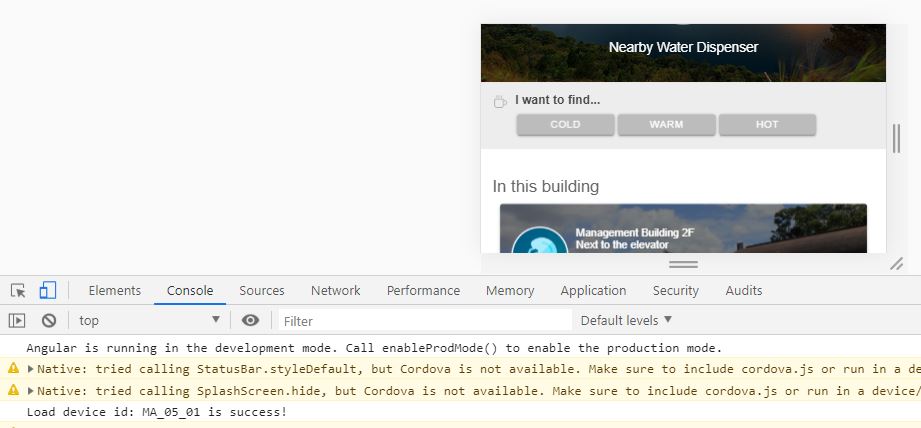 Nearby Water Dispenser
I want to find...
COLD WARM HOT
In this building
Management Building 2F
Next to the elevator
Elements Console Sources Network Performance Memory Application Security Audits
top Filter Default levels
Angular is running in the development mode. Call enableProdMode() to enable the production mode.
Native: tried calling StatusBar.styleDefault, but Cordova is not available. Make sure to include cordova.js or run in a de
Native: tried calling SplashScreen.hide, but Cordova is not available. Make sure to include cordova.js or run in a device/
Load device id: MA_05_01 is success!